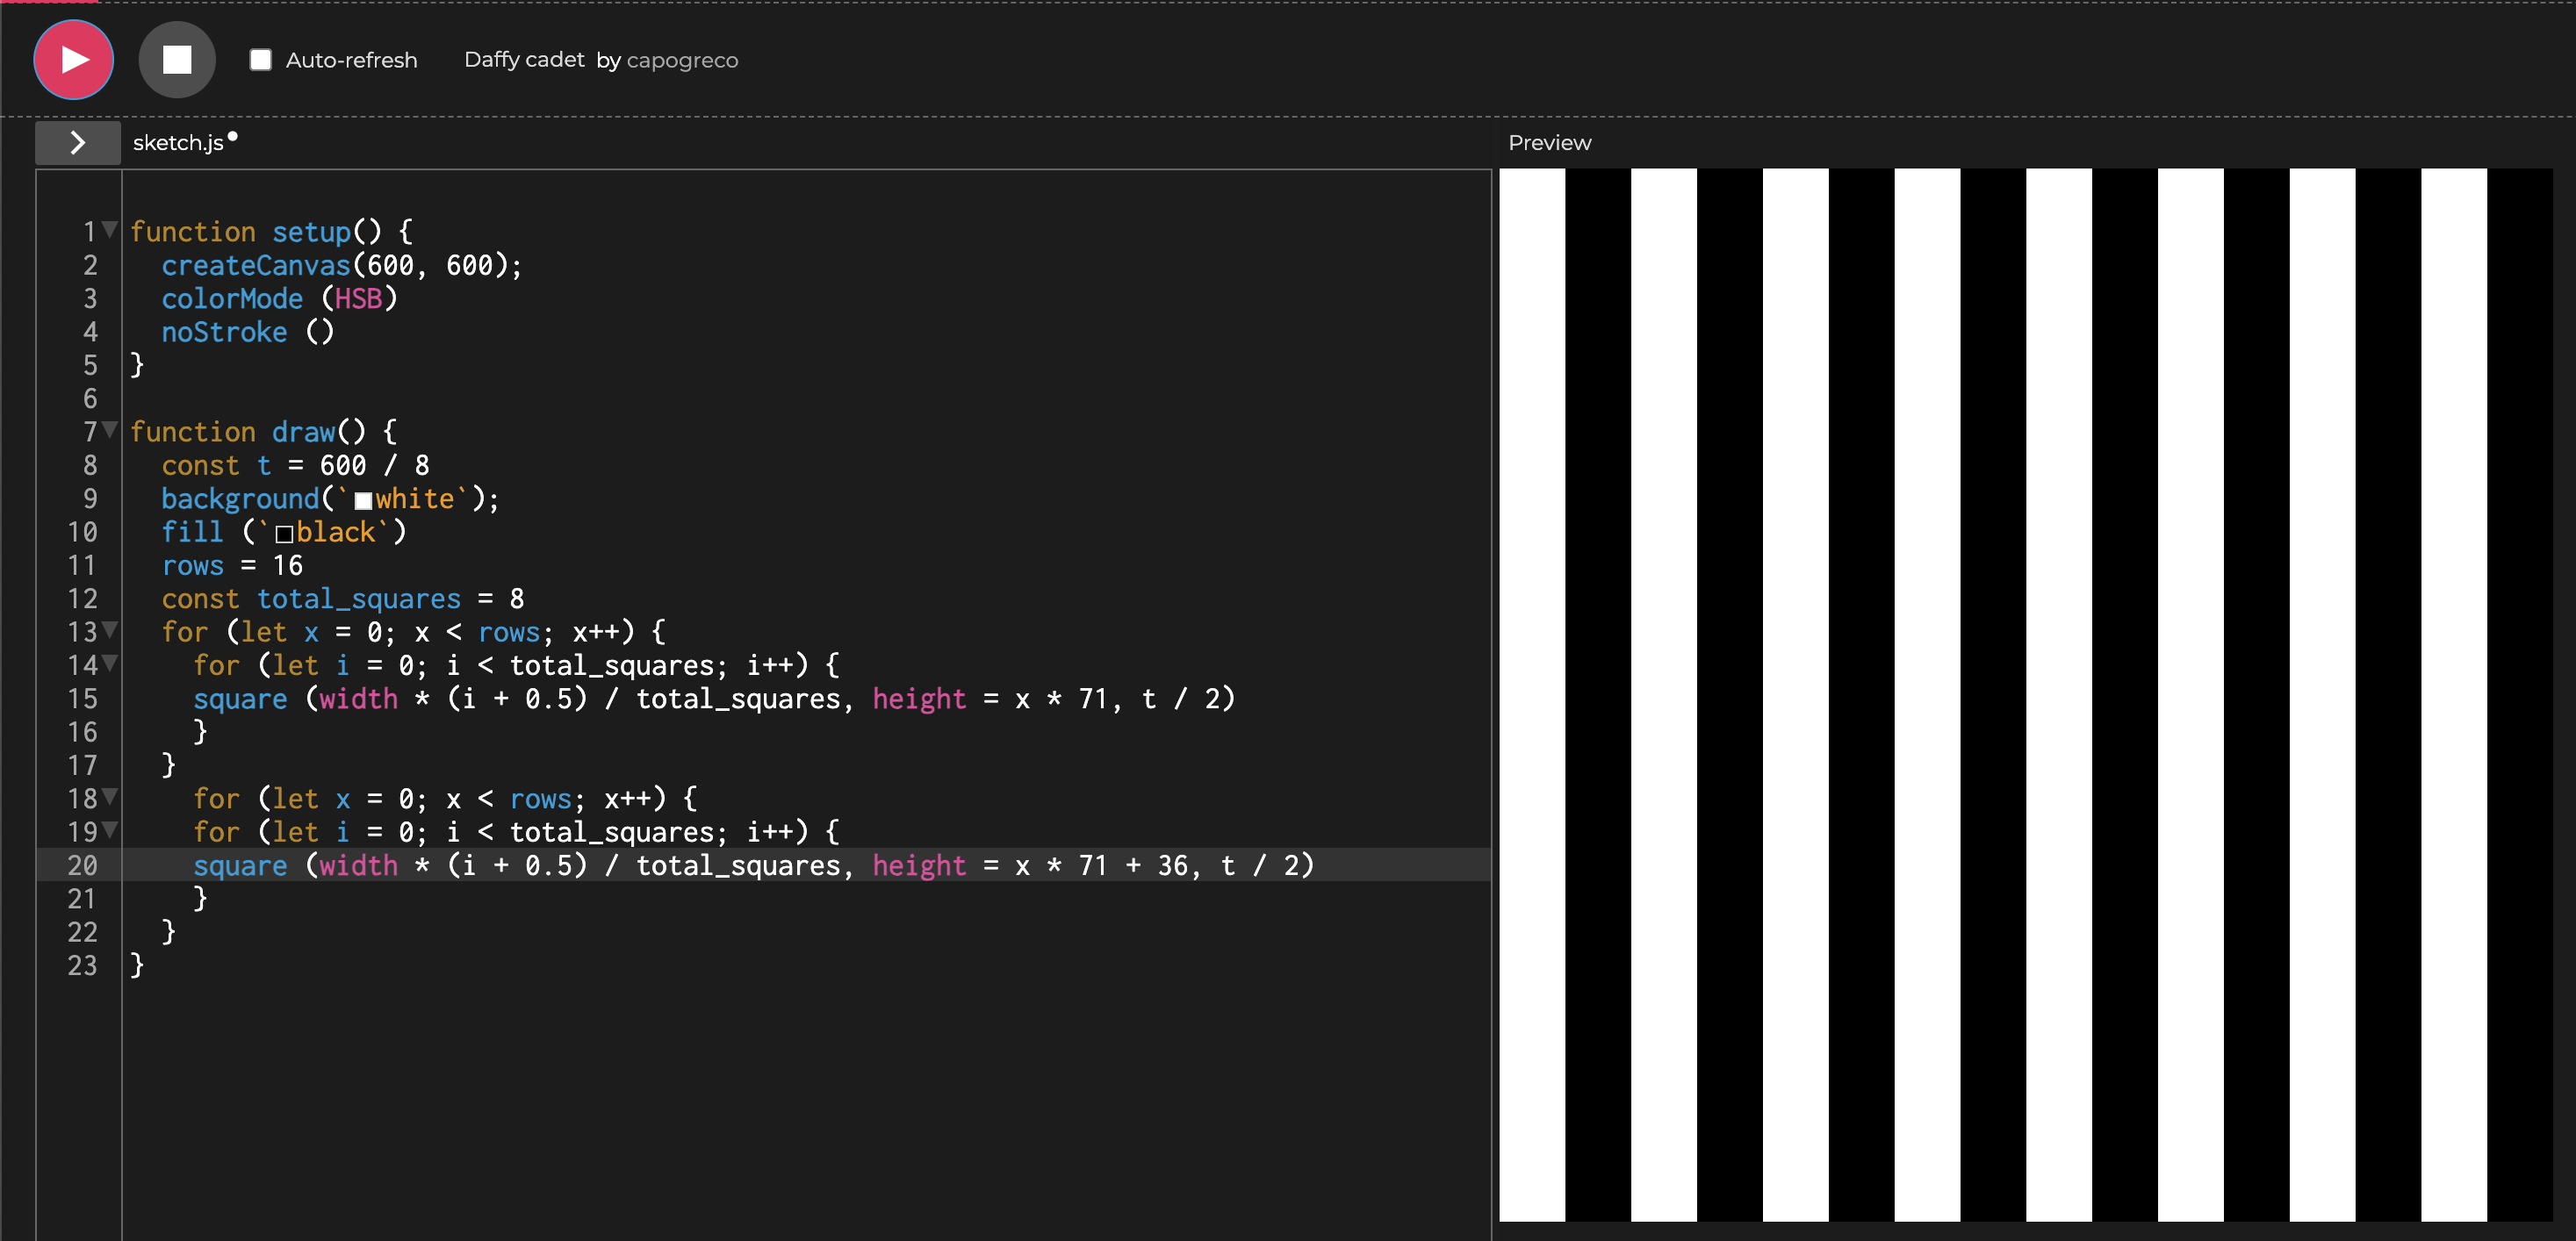 Auto-refresh Daffy cadet by capogreco
sketch.js Preview
1 function setup() {
2 createCanvas(600, 600);
3 colorMode (HSB)
4 noStroke ()
5 }
6
7 function draw() {
8 const t = 600 / 8
9 background(`white`);
10 fill (`black`)
11 rows = 16
12 const total_squares = 8
13 for (let x = 0; x < rows; x++) {
14 for (let i = 0; i < total_squares; i++) {
15 square (width * (i + 0.5) / total_squares, height = x * 71, t / 2)
16 }
17 }
18 for (let x = 0; x < rows; x++) {
19 for (let i = 0; i < total_squares; i++) {
20 square (width * (i + 0.5) / total_squares, height = x * 71 + 36, t / 2)
21 }
22 }
23 }